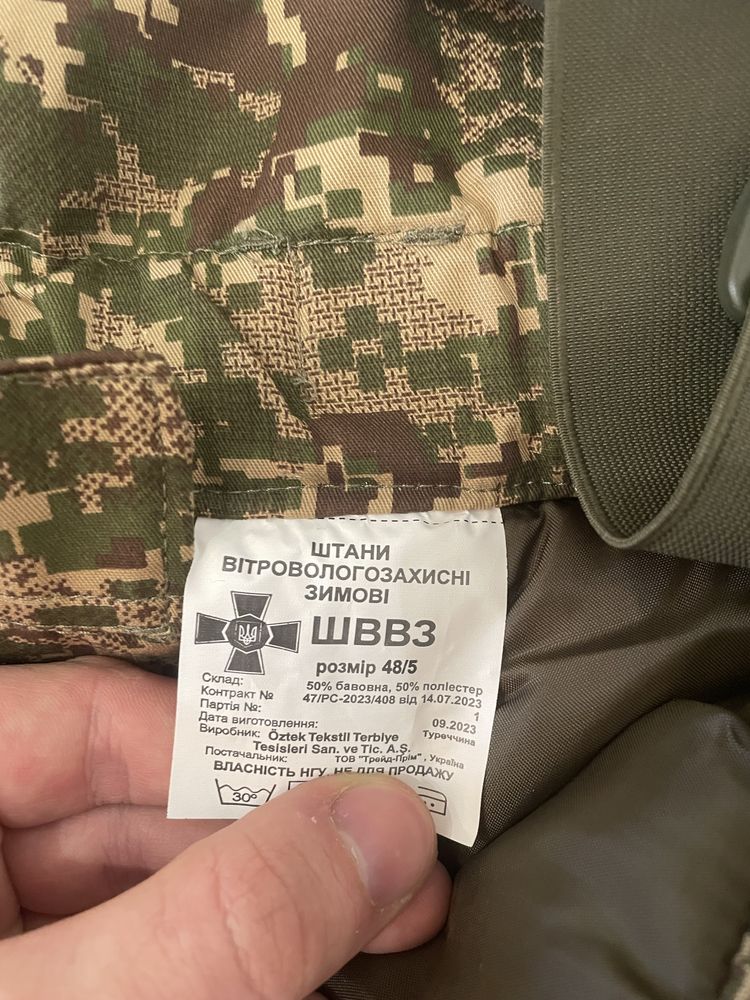 ШТАНИ
ВІТРОВОЛОГОЗАХИСНІ
ЗИМОВІ
ШВВЗ
розмір 48/5
Склад: 50% бавовна, 50% поліестер
Контракт № 47/РС-2023/408 від 14.07.2023
Партія №: 1
Дата виготовлення: 09.2023
Виробник: Öztek Tekstil Terbiye Туреччина
Tesisleri San. ve Tic. A.Ş.
Постачальник: ТОВ "Трейд-Прім" , Україна
ВЛАСНІСТЬ НГУ, НЕ ДЛЯ ПРОДАЖУ
30°